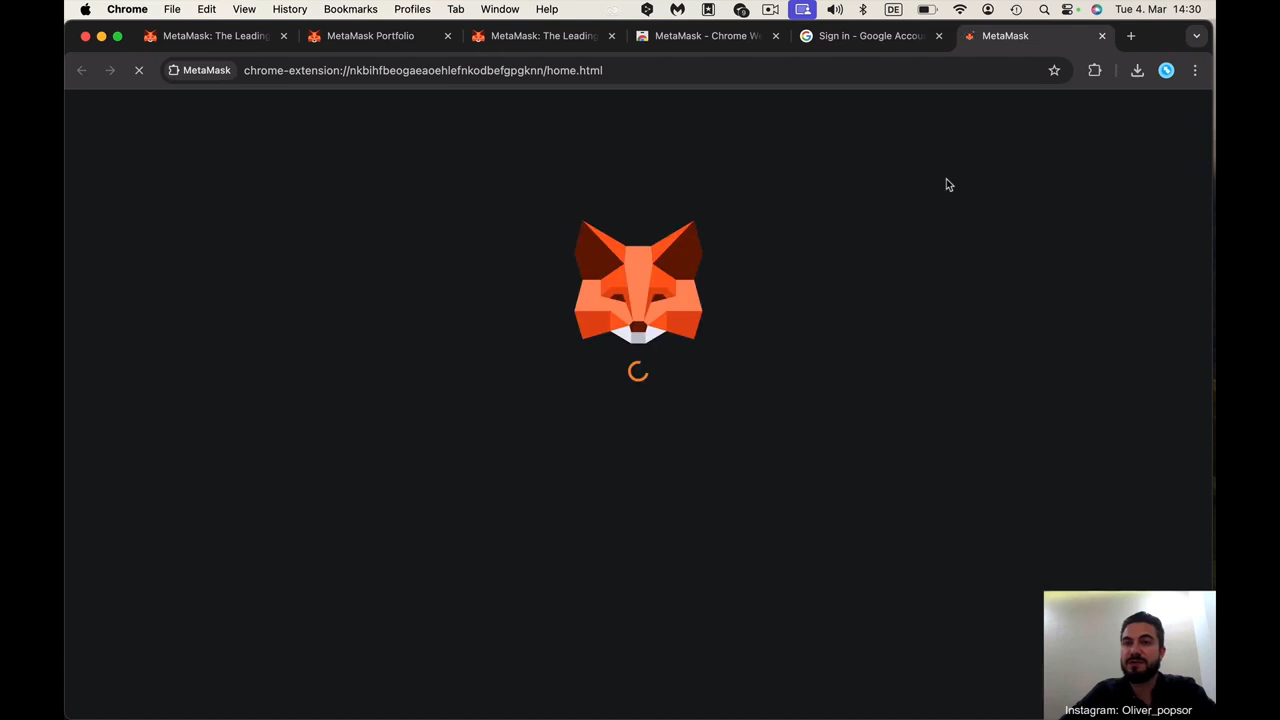 Chrome File Edit View History Bookmarks Profiles Tab Window Help DE Tue 4. Mar 14:30
MetaMask: The Leading MetaMask Portfolio MetaMask: The Leading MetaMask - Chrome We Sign in - Google Accou MetaMask
MetaMask chrome-extension://nkbihfbeogaeaoehlefnkodbefgpgknn/home.html
Instagram: Oliver_popsor